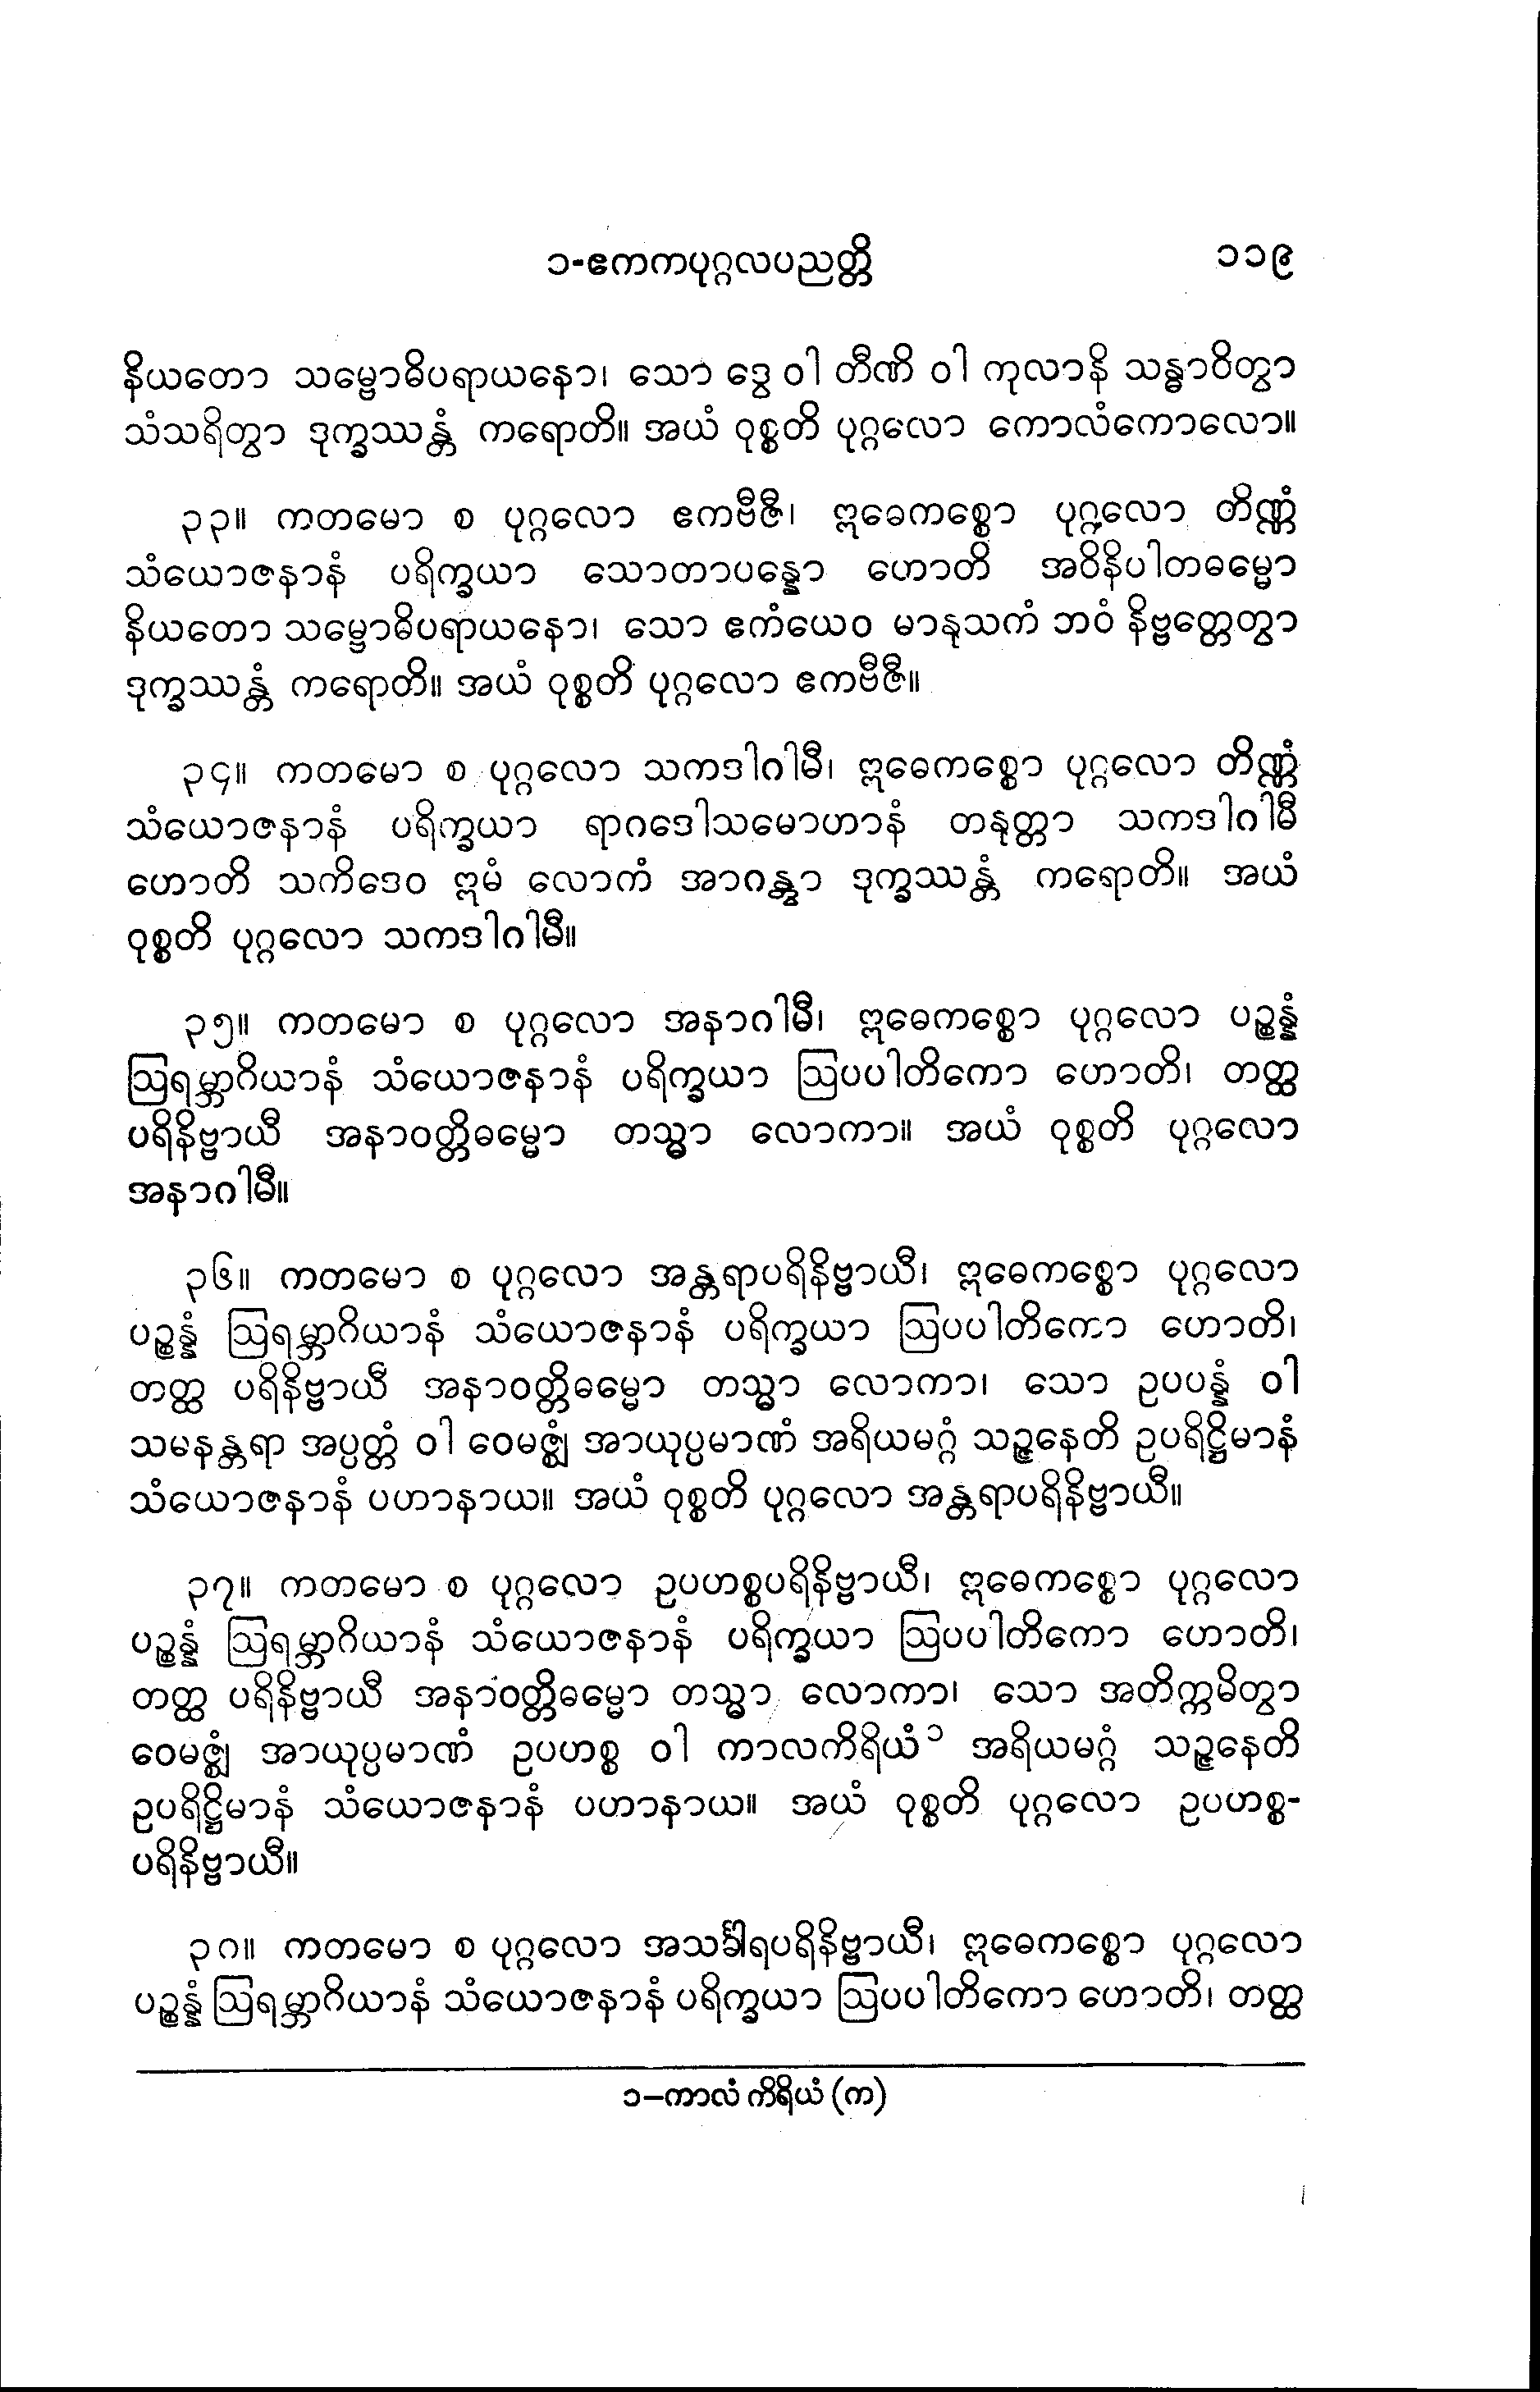 ၁-ဧကကပုဂ္ဂလပညတ္တိ ၁၁၉
နိယတော သမ္ဗောဓိပရာယနော၊ သော ဒွေ ဝါ တီဏိ ဝါ ကုလာနိ သန္ဓာဝိတွာ
သံသရိတွာ ဒုက္ခဿန္တံ ကရောတိ။ အယံ ဝုစ္စတိ ပုဂ္ဂလော ကောလံကောလော။
၃၃။ ကတမော စ ပုဂ္ဂလော ဧကဗီဇီ၊ ဣဓေကစ္စော ပုဂ္ဂလော တိဏ္ဏံ
သံယောဇနာနံ ပရိက္ခယာ သောတာပန္နော ဟောတိ အဝိနိပါတဓမ္မော
နိယတော သမ္ဗောဓိပရာယနော၊ သော ဧကံယေဝ မာနုသကံ ဘဝံ နိဗ္ဗတ္တေတွာ
ဒုက္ခဿန္တံ ကရောတိ။ အယံ ဝုစ္စတိ ပုဂ္ဂလော ဧကဗီဇီ။
၃၄။ ကတမော စ ပုဂ္ဂလော သကဒါဂါမီ၊ ဣဓေကစ္စော ပုဂ္ဂလော တိဏ္ဏံ
သံယောဇနာနံ ပရိက္ခယာ ရာဂဒေါသမောဟာနံ တနုတ္တာ သကဒါဂါမီ
ဟောတိ သကိဒေဝ ဣမံ လောကံ အာဂန္တွာ ဒုက္ခဿန္တံ ကရောတိ။ အယံ
ဝုစ္စတိ ပုဂ္ဂလော သကဒါဂါမီ။
၃၅။ ကတမော စ ပုဂ္ဂလော အနာဂါမီ၊ ဣဓေကစ္စော ပုဂ္ဂလော ပဉ္စန္နံ
ဩရမ္ဘာဂိယာနံ သံယောဇနာနံ ပရိက္ခယာ ဩပပါတိကော ဟောတိ၊ တတ္ထ
ပရိနိဗ္ဗာယီ အနာဝတ္တိဓမ္မော တသ္မာ လောကာ။ အယံ ဝုစ္စတိ ပုဂ္ဂလော
အနာဂါမီ။
၃၆။ ကတမော စ ပုဂ္ဂလော အန္တရာပရိနိဗ္ဗာယီ၊ ဣဓေကစ္စော ပုဂ္ဂလော
ပဉ္စန္နံ ဩရမ္ဘာဂိယာနံ သံယောဇနာနံ ပရိက္ခယာ ဩပပါတိကော ဟောတိ၊
တတ္ထ ပရိနိဗ္ဗာယီ အနာဝတ္တိဓမ္မော တသ္မာ လောကာ၊ သော ဥပပန္နံ ဝါ
သမနန္တရာ အပ္ပတ္တံ ဝါ ဝေမဇ္ဈံ အာယုပ္ပမာဏံ အရိယမဂ္ဂံ သဉ္ဇနေတိ ဥပရိဋ္ဌိမာနံ
သံယောဇနာနံ ပဟာနာယ။ အယံ ဝုစ္စတိ ပုဂ္ဂလော အန္တရာပရိနိဗ္ဗာယီ။
၃၇။ ကတမော စ ပုဂ္ဂလော ဥပဟစ္စပရိနိဗ္ဗာယီ၊ ဣဓေကစ္စော ပုဂ္ဂလော
ပဉ္စန္နံ ဩရမ္ဘာဂိယာနံ သံယောဇနာနံ ပရိက္ခယာ ဩပပါတိကော ဟောတိ၊
တတ္ထ ပရိနိဗ္ဗာယီ အနာဝတ္တိဓမ္မော တသ္မာ လောကာ၊ သော အတိက္ကမိတွာ
ဝေမဇ္ဈံ အာယုပ္ပမာဏံ ဥပဟစ္စ ဝါ ကာလကိရိယံ၁ အရိယမဂ္ဂံ သဉ္ဇနေတိ
ဥပရိဋ္ဌိမာနံ သံယောဇနာနံ ပဟာနာယ။ အယံ ဝုစ္စတိ ပုဂ္ဂလော ဥပဟစ္စ-
ပရိနိဗ္ဗာယီ။
၃၈။ ကတမော စ ပုဂ္ဂလော အသင်္ခါရပရိနိဗ္ဗာယီ၊ ဣဓေကစ္စော ပုဂ္ဂလော
ပဉ္စန္နံ ဩရမ္ဘာဂိယာနံ သံယောဇနာနံ ပရိက္ခယာ ဩပပါတိကော ဟောတိ၊ တတ္ထ
၁–ကာလံ ကိရိယံ (က)